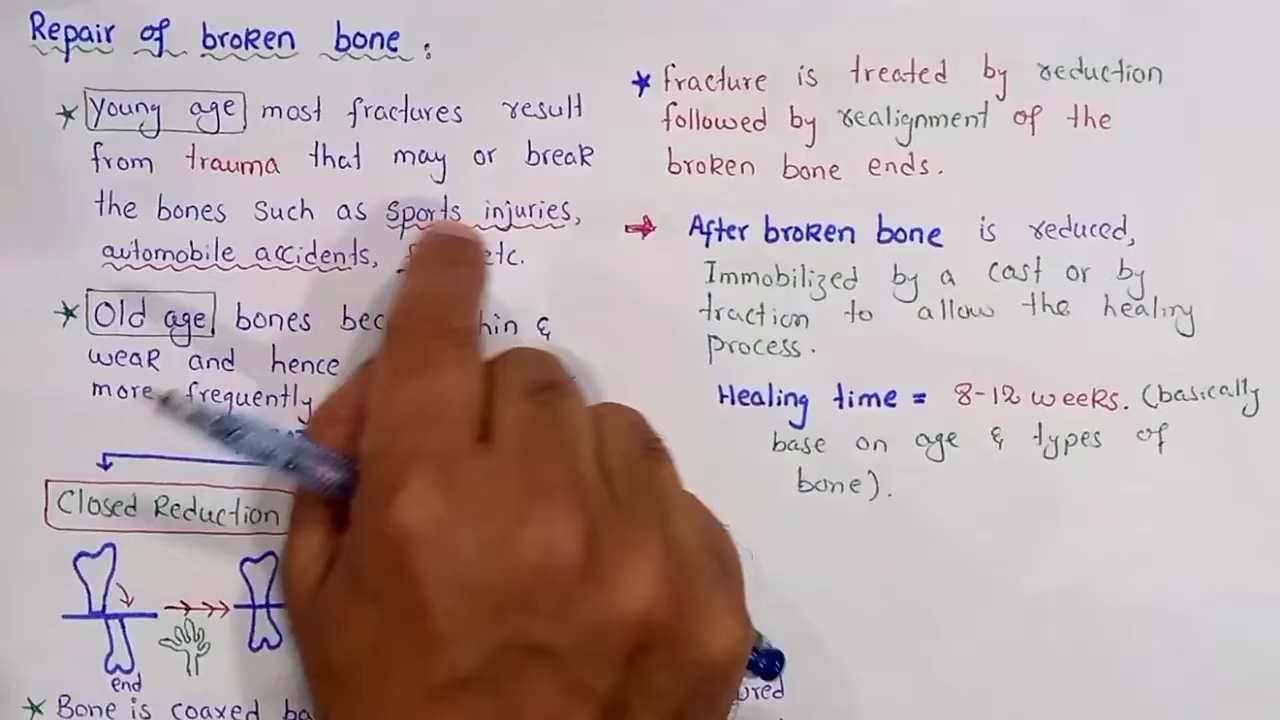 Repair of broken bone :
* Young age most fractures result
from trauma that may or break
the bones such as sports injuries,
automobile accidents, etc.
* Old age bones &
wear and hence
more frequently
Closed Reduction
end
* Bone is coaxed
* fracture is treated by reduction
followed by realignment of the
broken bone ends.
→ After broken bone is reduced,
Immobilized by a cast or by
traction to allow the healing
process.
Healing time = 8-12 weeks. (basically
base on age & types of
bone).